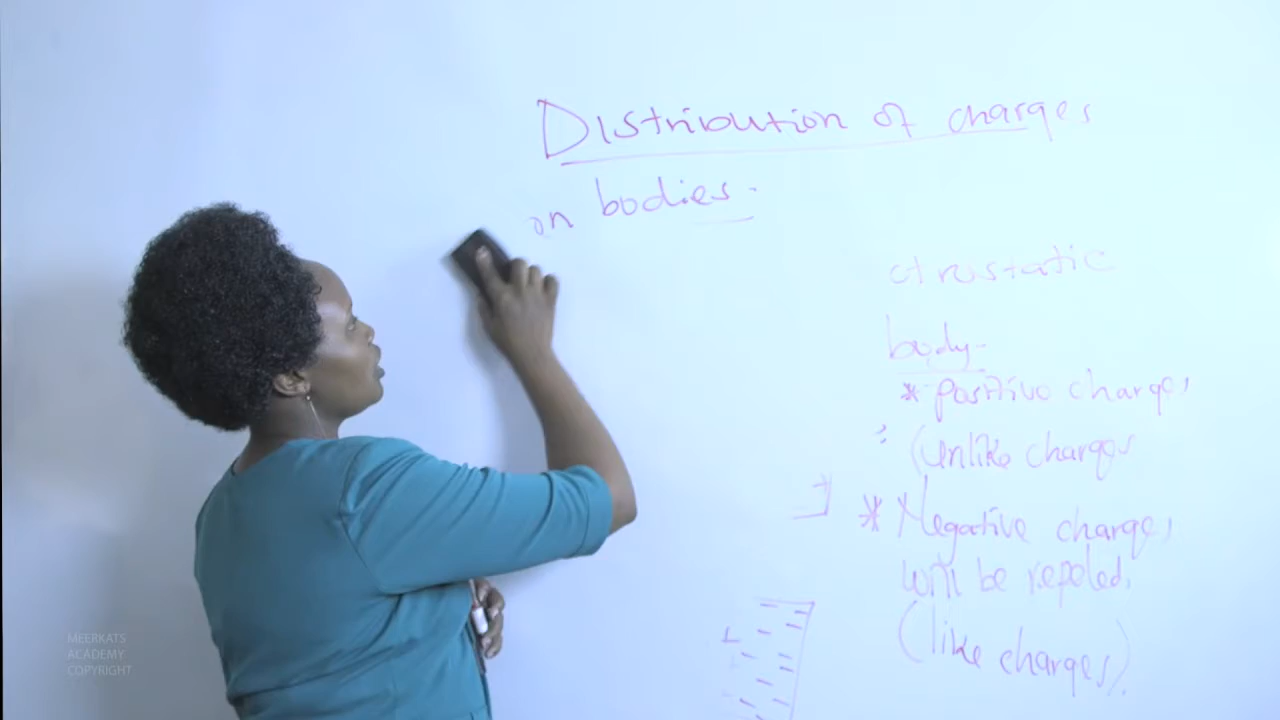 Distribution of charges
on bodies.
ctrostatic
body.
* positive charges
(unlike charges
* Negative charges
will be repeled.
(like charges).
MEERKATS
ACADEMY
COPYRIGHT